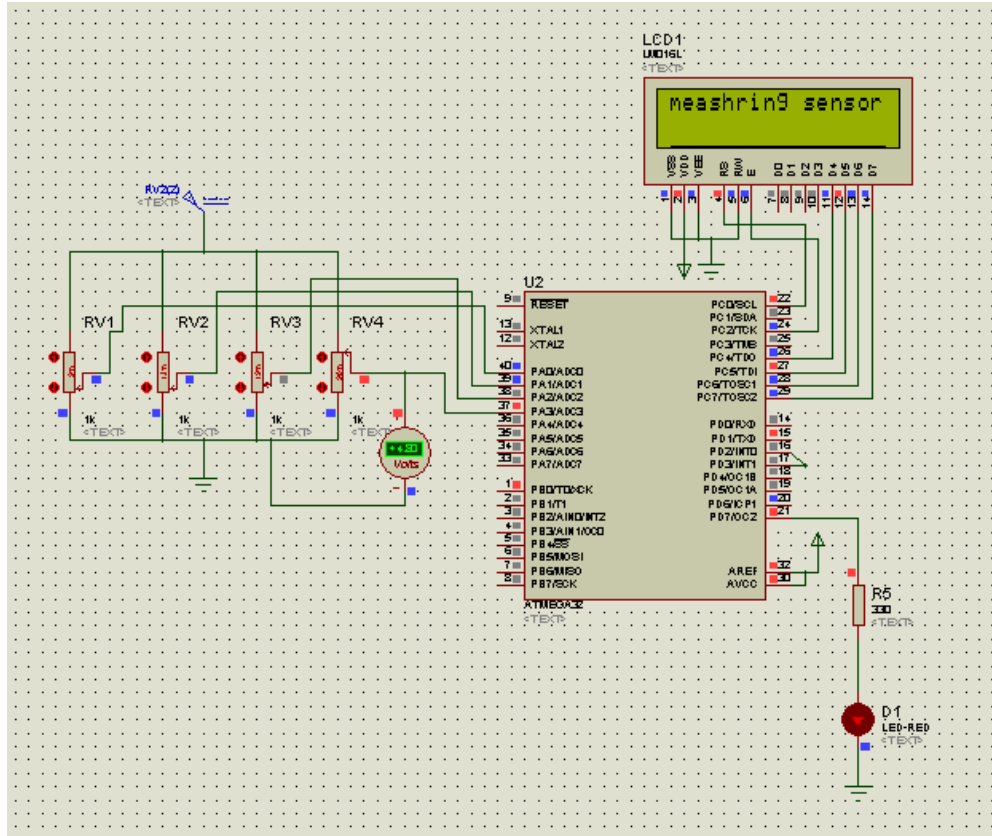 LCD1
LM016L
<TEXT>
meashring sensor
VSS
VDD
VEE
RS
RW
E
D0
D1
D2
D3
D4
D5
D6
D7
1
2
3
4
5
6
7
8
9
10
11
12
13
14
RV2(2)
<TEXT>
RV1
RV2
RV3
RV4
1k
<TEXT>
1k
<TEXT>
1k
<TEXT>
1k
<TEXT>
Volts
U2
9
RESET
13
XTAL1
12
XTAL2
40
PA0/ADC0
39
PA1/ADC1
38
PA2/ADC2
37
PA3/ADC3
36
PA4/ADC4
35
PA5/ADC5
34
PA6/ADC6
33
PA7/ADC7
1
PB0/T0/XCK
2
PB1/T1
3
PB2/AIN0/INT2
4
PB3/AIN1/OC0
5
PB4/SS
6
PB5/MOSI
7
PB6/MISO
8
PB7/SCK
PC0/SCL
22
PC1/SDA
23
PC2/TCK
24
PC3/TMS
25
PC4/TDO
26
PC5/TDI
27
PC6/TOSC1
28
PC7/TOSC2
29
PD0/RXD
14
PD1/TXD
15
PD2/INT0
16
PD3/INT1
17
PD4/OC1B
18
PD5/OC1A
19
PD6/ICP1
20
PD7/OC2
21
AREF
32
AVCC
30
ATMEGA32
<TEXT>
R5
330
<TEXT>
D1
LED-RED
<TEXT>